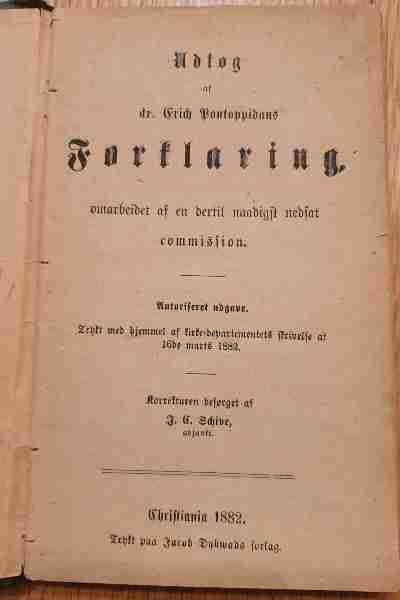 Udtog
af
dr. Erich Pontoppidans
Forklaring,
omarbeidet af en dertil naadigst nedsat
commission.
Autoriseret udgave.
Trykt med hjemmel af kirke-departementets skrivelse af
16de marts 1882.
Korrekturen besørget af
J. C. Schive,
adjunkt.
Christiania 1882.
Trykt paa Jacob Dybwads forlag.